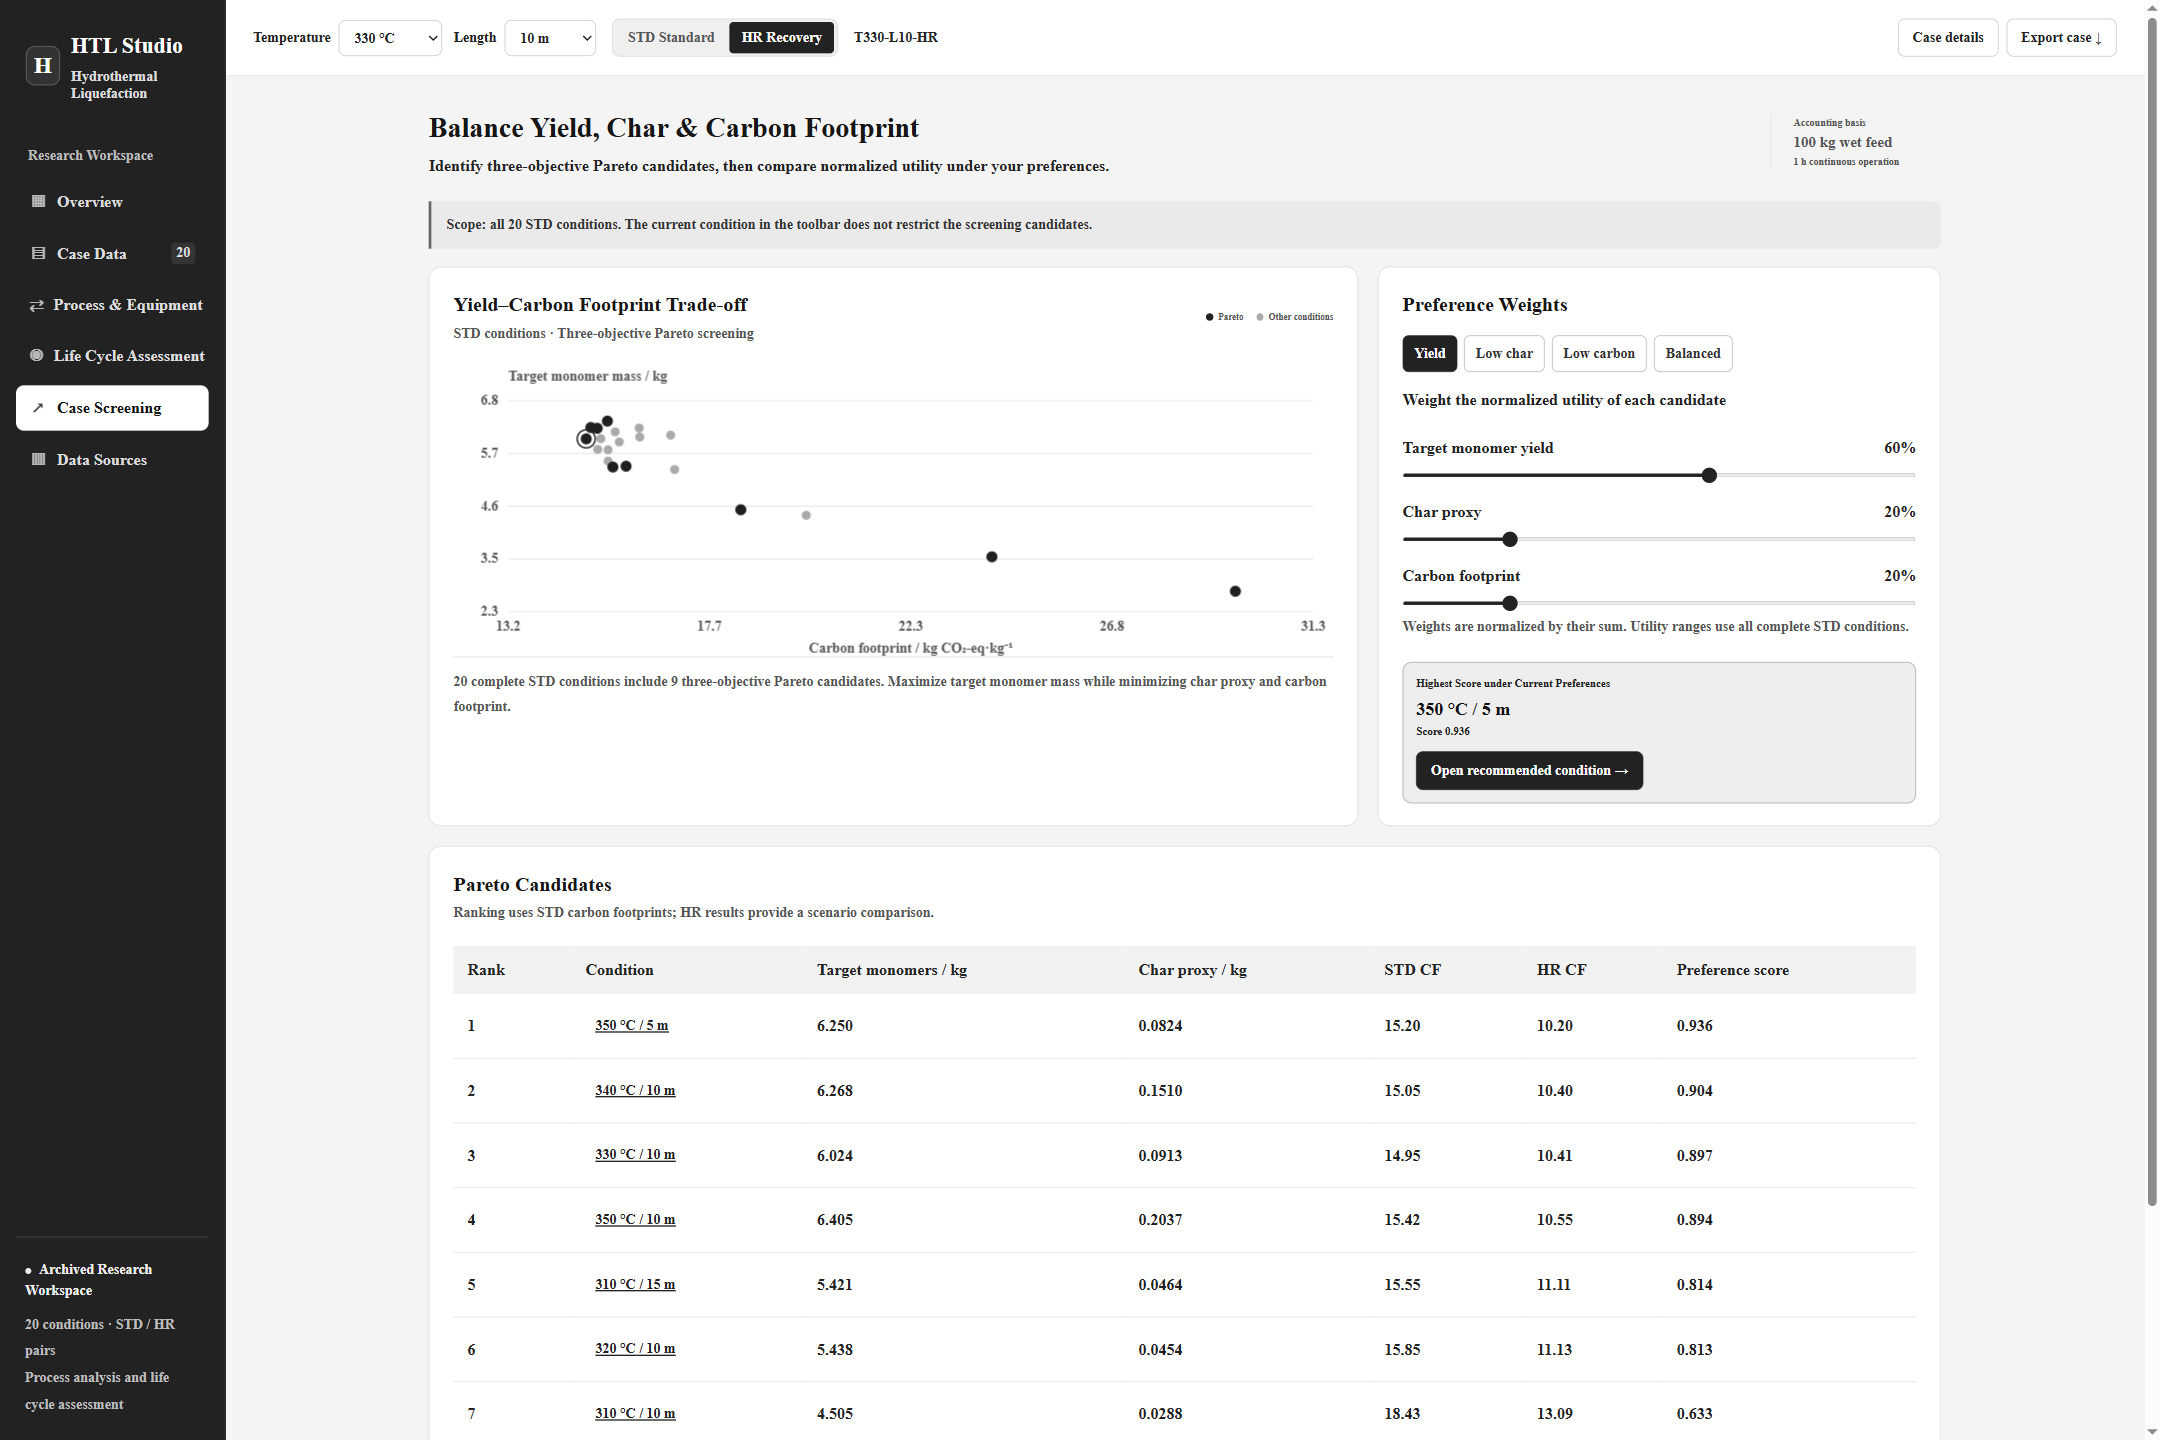 H
HTL Studio
Hydrothermal
Liquefaction
Research Workspace
Overview
Case Data 20
Process & Equipment
Life Cycle Assessment
Case Screening
Data Sources
● Archived Research
Workspace
20 conditions · STD / HR
pairs
Process analysis and life
cycle assessment
Temperature 330 °C Length 10 m STD Standard HR Recovery T330-L10-HR Case details Export case ↓
Balance Yield, Char & Carbon Footprint
Identify three-objective Pareto candidates, then compare normalized utility under your preferences.
Accounting basis
100 kg wet feed
1 h continuous operation
Scope: all 20 STD conditions. The current condition in the toolbar does not restrict the screening candidates.
Yield–Carbon Footprint Trade-off
STD conditions · Three-objective Pareto screening
Pareto Other conditions
Target monomer mass / kg
6.8
5.7
4.6
3.5
2.3
13.2 17.7 22.3 26.8 31.3
Carbon footprint / kg CO₂-eq·kg⁻¹
20 complete STD conditions include 9 three-objective Pareto candidates. Maximize target monomer mass while minimizing char proxy and carbon
footprint.
Preference Weights
Yield Low char Low carbon Balanced
Weight the normalized utility of each candidate
Target monomer yield 60%
Char proxy 20%
Carbon footprint 20%
Weights are normalized by their sum. Utility ranges use all complete STD conditions.
Highest Score under Current Preferences
350 °C / 5 m
Score 0.936
Open recommended condition →
Pareto Candidates
Ranking uses STD carbon footprints; HR results provide a scenario comparison.
Rank Condition Target monomers / kg Char proxy / kg STD CF HR CF Preference score
1 350 °C / 5 m 6.250 0.0824 15.20 10.20 0.936
2 340 °C / 10 m 6.268 0.1510 15.05 10.40 0.904
3 330 °C / 10 m 6.024 0.0913 14.95 10.41 0.897
4 350 °C / 10 m 6.405 0.2037 15.42 10.55 0.894
5 310 °C / 15 m 5.421 0.0464 15.55 11.11 0.814
6 320 °C / 10 m 5.438 0.0454 15.85 11.13 0.813
7 310 °C / 10 m 4.505 0.0288 18.43 13.09 0.633